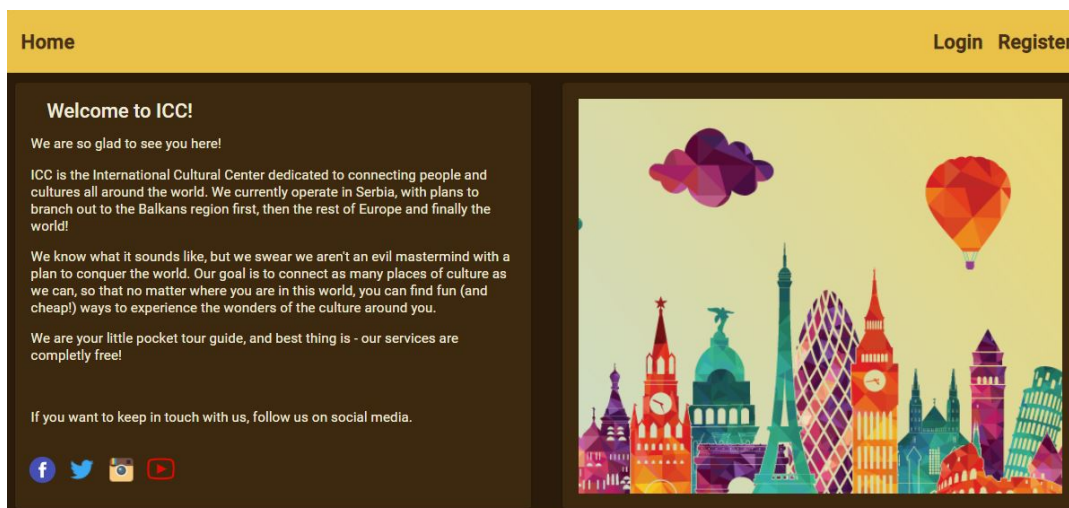 Home Login Register
Welcome to ICC!
We are so glad to see you here!
ICC is the International Cultural Center dedicated to connecting people and
cultures all around the world. We currently operate in Serbia, with plans to
branch out to the Balkans region first, then the rest of Europe and finally the
world!
We know what it sounds like, but we swear we aren't an evil mastermind with a
plan to conquer the world. Our goal is to connect as many places of culture as
we can, so that no matter where you are in this world, you can find fun (and
cheap!) ways to experience the wonders of the culture around you.
We are your little pocket tour guide, and best thing is - our services are
completly free!
If you want to keep in touch with us, follow us on social media.